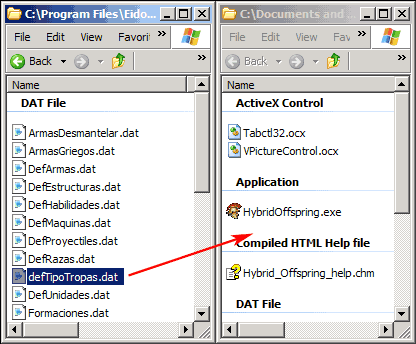 C:\Program Files\Eido...
File Edit View Favorit »
Back
Name
DAT File
ArmasDesmantelar.dat
ArmasGriegos.dat
DefArmas.dat
DefEstructuras.dat
DefHabilidades.dat
DefMaquinas.dat
DefProyectiles.dat
DefRazas.dat
defTipoTropas.dat
DefUnidades.dat
Formaciones.dat
C:\Documents and ...
File Edit View Favorit »
Back
Name
ActiveX Control
Tabctl32.ocx
VPictureControl.ocx
Application
HybridOffspring.exe
Compiled HTML Help file
Hybrid_Offspring_help.chm
DAT File